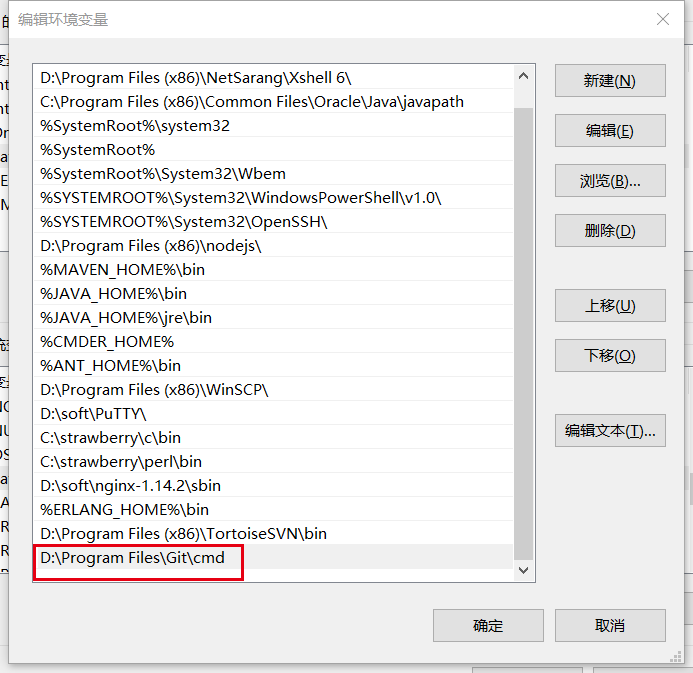 编辑环境变量
D:\Program Files (x86)\NetSarang\Xshell 6\
C:\Program Files (x86)\Common Files\Oracle\Java\javapath
%SystemRoot%\system32
%SystemRoot%
%SystemRoot%\System32\Wbem
%SYSTEMROOT%\System32\WindowsPowerShell\v1.0\
%SYSTEMROOT%\System32\OpenSSH\
D:\Program Files (x86)\nodejs\
%MAVEN_HOME%\bin
%JAVA_HOME%\bin
%JAVA_HOME%\jre\bin
%CMDER_HOME%
%ANT_HOME%\bin
D:\Program Files (x86)\WinSCP\
D:\soft\PuTTY\
C:\strawberry\c\bin
C:\strawberry\perl\bin
D:\soft\nginx-1.14.2\sbin
%ERLANG_HOME%\bin
D:\Program Files (x86)\TortoiseSVN\bin
D:\Program Files\Git\cmd
新建(N)
编辑(E)
浏览(B)...
删除(D)
上移(U)
下移(O)
编辑文本(T)...
确定
取消